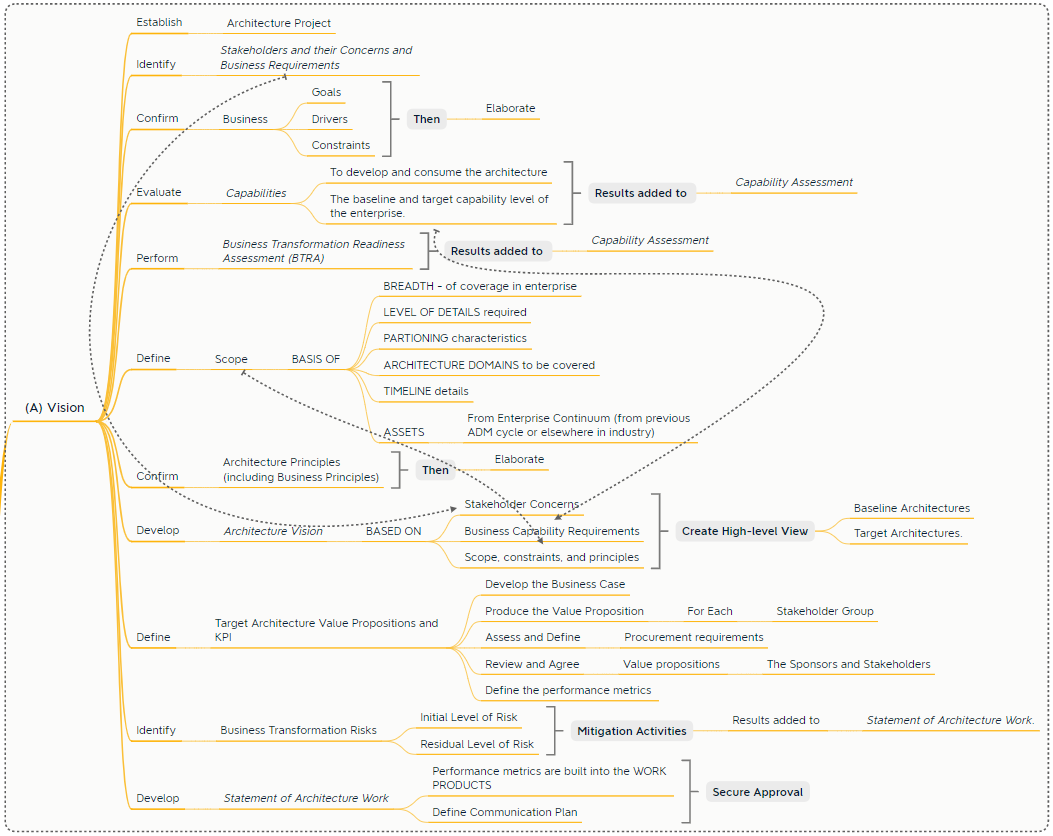 (A) Vision
Establish
Architecture Project
Identify
Stakeholders and their Concerns and
Business Requirements
Confirm
Business
Goals
Drivers
Constraints
Then
Elaborate
Evaluate
Capabilities
To develop and consume the architecture
The baseline and target capability level of
the enterprise.
Results added to
Capability Assessment
Perform
Business Transformation Readiness
Assessment (BTRA)
Results added to
Capability Assessment
Define
Scope
BASIS OF
BREADTH - of coverage in enterprise
LEVEL OF DETAILS required
PARTIONING characteristics
ARCHITECTURE DOMAINS to be covered
TIMELINE details
ASSETS
From Enterprise Continuum (from previous
ADM cycle or elsewhere in industry)
Confirm
Architecture Principles
(including Business Principles)
Then
Elaborate
Develop
Architecture Vision
BASED ON
Stakeholder Concerns
Business Capability Requirements
Scope, constraints, and principles
Create High-level View
Baseline Architectures
Target Architectures.
Define
Target Architecture Value Propositions and
KPI
Develop the Business Case
Produce the Value Proposition
For Each
Stakeholder Group
Assess and Define
Procurement requirements
Review and Agree
Value propositions
The Sponsors and Stakeholders
Define the performance metrics
Identify
Business Transformation Risks
Initial Level of Risk
Residual Level of Risk
Mitigation Activities
Results added to
Statement of Architecture Work.
Develop
Statement of Architecture Work
Performance metrics are built into the WORK
PRODUCTS
Define Communication Plan
Secure Approval